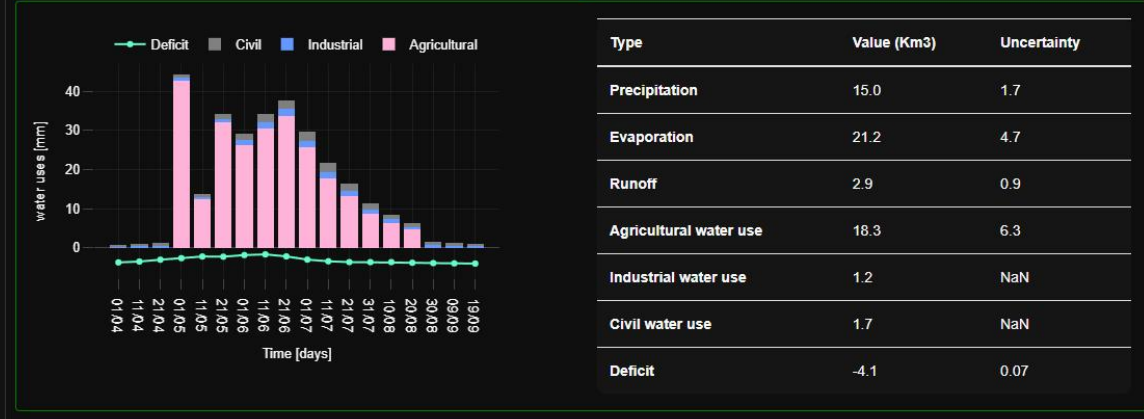 Deficit Civil Industrial Agricultural
40
30
20
10
0
water uses [mm]
01/04 11/04 21/04 01/05 11/05 21/05 01/06 11/06 21/06 01/07 11/07 21/07 31/07 10/08 20/08 30/08 09/09 19/09
Time [days]
Type Value (Km3) Uncertainty
Precipitation 15.0 1.7
Evaporation 21.2 4.7
Runoff 2.9 0.9
Agricultural water use 18.3 6.3
Industrial water use 1.2 NaN
Civil water use 1.7 NaN
Deficit -4.1 0.07